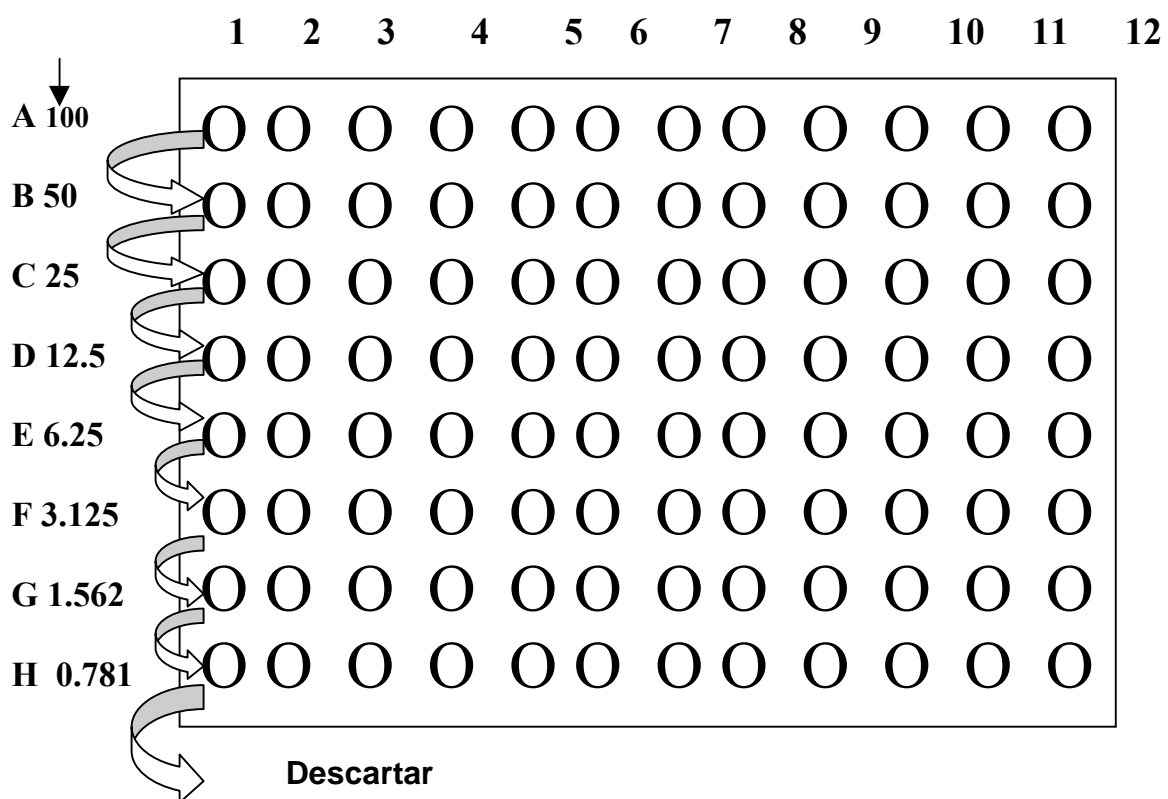 1 2 3 4 5 6 7 8 9 10 11 12
A 100 O O O O O O O O O O O O
B 50 O O O O O O O O O O O O
C 25 O O O O O O O O O O O O
D 12.5 O O O O O O O O O O O O
E 6.25 O O O O O O O O O O O O
F 3.125 O O O O O O O O O O O O
G 1.562 O O O O O O O O O O O O
H 0.781 O O O O O O O O O O O O
Descartar